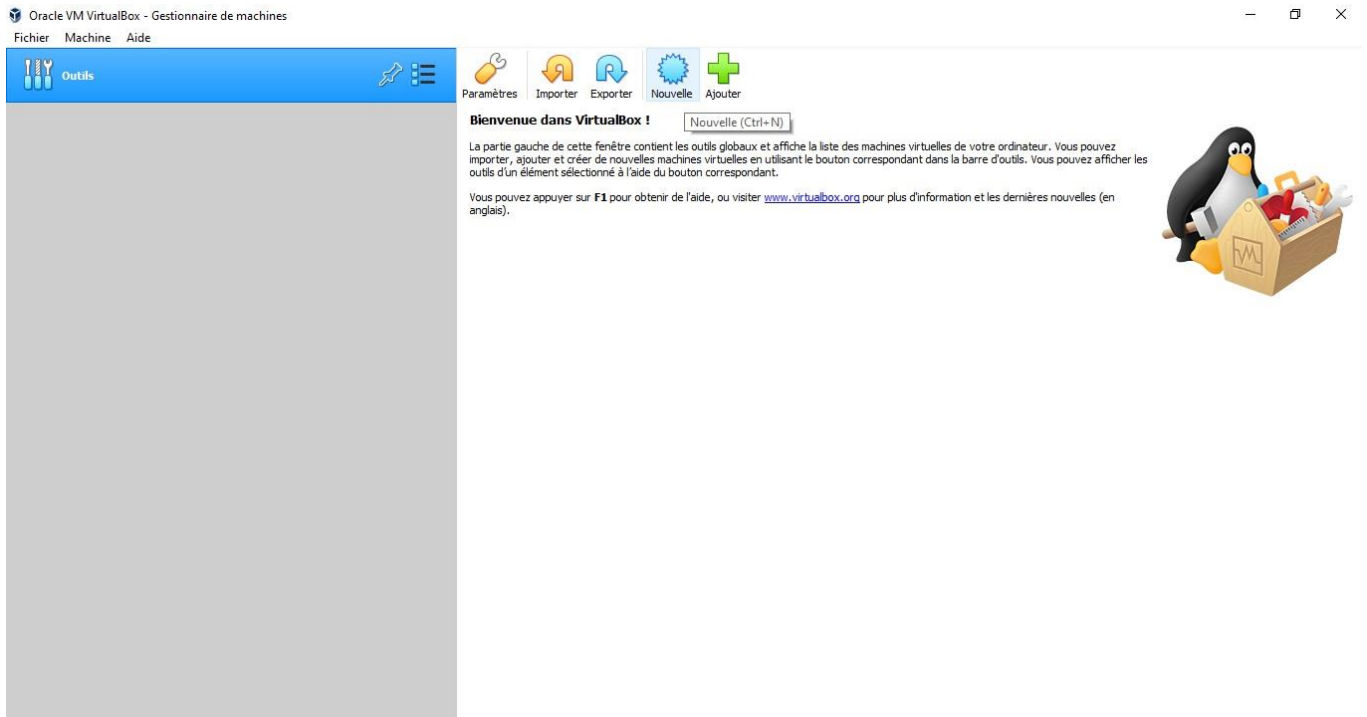 Oracle VM VirtualBox - Gestionnaire de machines
Fichier Machine Aide
Outils
Paramètres Importer Exporter Nouvelle Ajouter
Bienvenue dans VirtualBox !
Nouvelle (Ctrl+N)
La partie gauche de cette fenêtre contient les outils globaux et affiche la liste des machines virtuelles de votre ordinateur. Vous pouvez
importer, ajouter et créer de nouvelles machines virtuelles en utilisant le bouton correspondant dans la barre d'outils. Vous pouvez afficher les
outils d'un élément sélectionné à l'aide du bouton correspondant.
Vous pouvez appuyer sur F1 pour obtenir de l'aide, ou visiter www.virtualbox.org pour plus d'information et les dernières nouvelles (en
anglais).